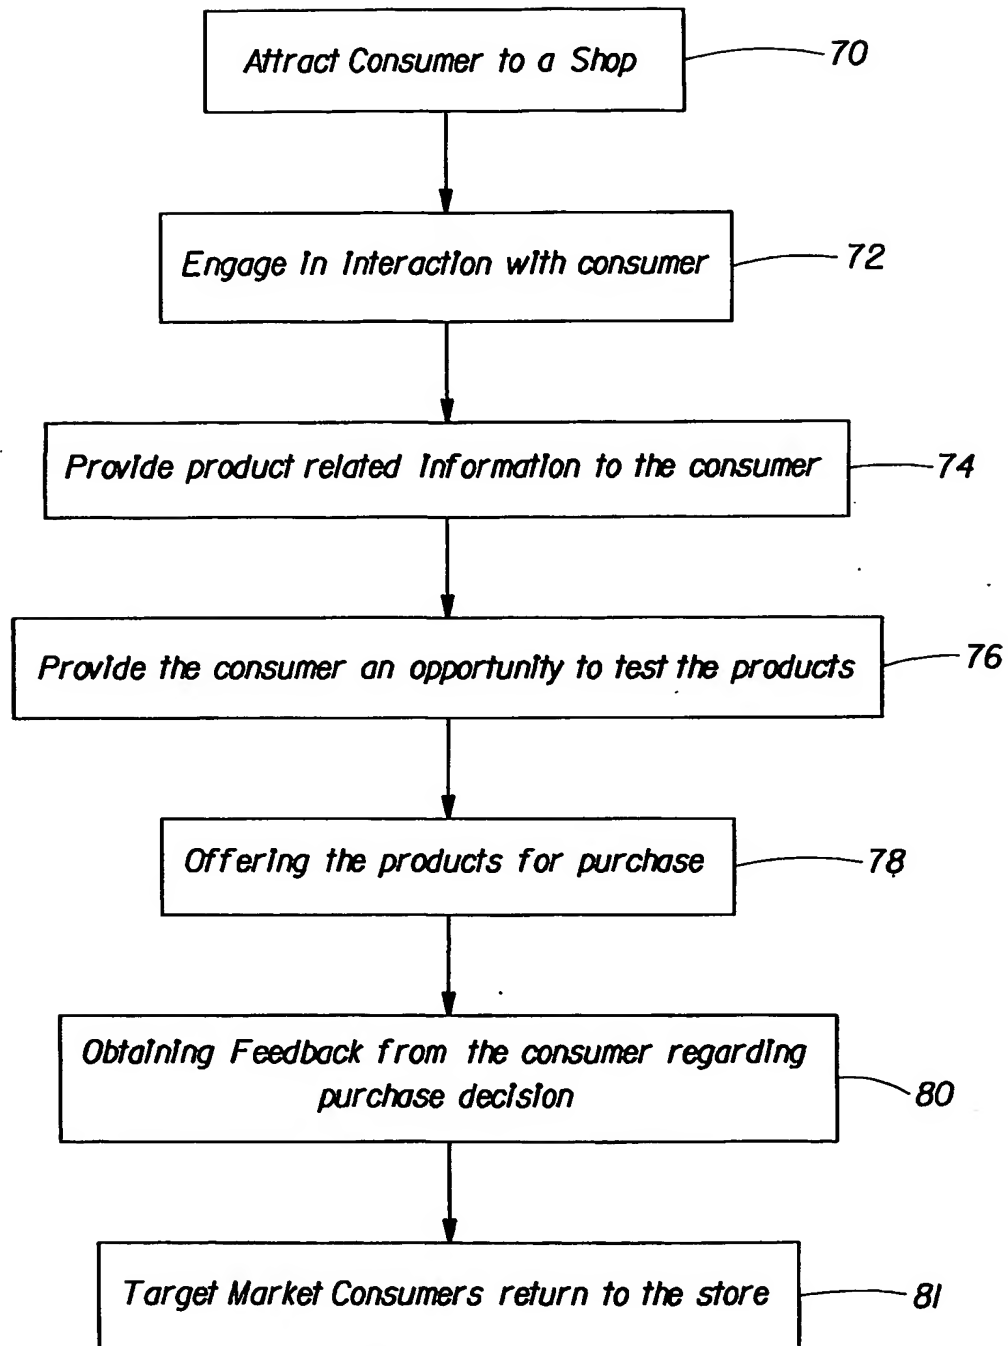 Attract Consumer to a Shop
70
Engage in interaction with consumer
72
Provide product related information to the consumer
74
Provide the consumer an opportunity to test the products
76
Offering the products for purchase
78
Obtaining Feedback from the consumer regarding
purchase decision
80
Target Market Consumers return to the store
81